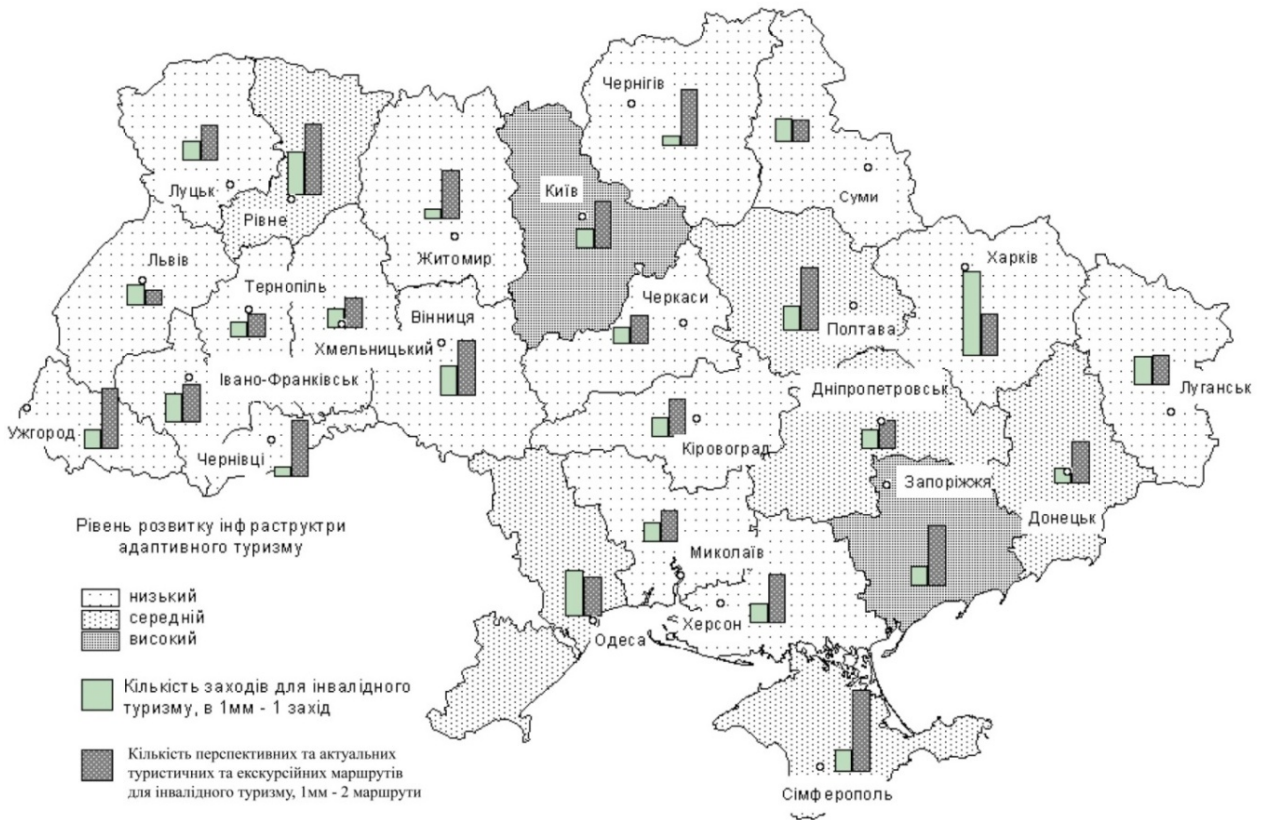 Чернігів
Суми
Луцьк
Рівне
Київ
Житомир
Львів
Тернопіль
Хмельницький
Вінниця
Черкаси
Полтава
Харків
Івано-Франківськ
Дніпропетровськ
Луганськ
Ужгород
Чернівці
Кіровоград
Запоріжжя
Донецьк
Миколаїв
Херсон
Одеса
Сімферополь
Рівень розвитку інфраструктри
адаптивного туризму
низький
середній
високий
Кількість заходів для інвалідного
туризму, в 1мм - 1 захід
Кількість перспективних та актуальних
туристичних та екскурсійних маршрутів
для інвалідного туризму, 1мм - 2 маршрути